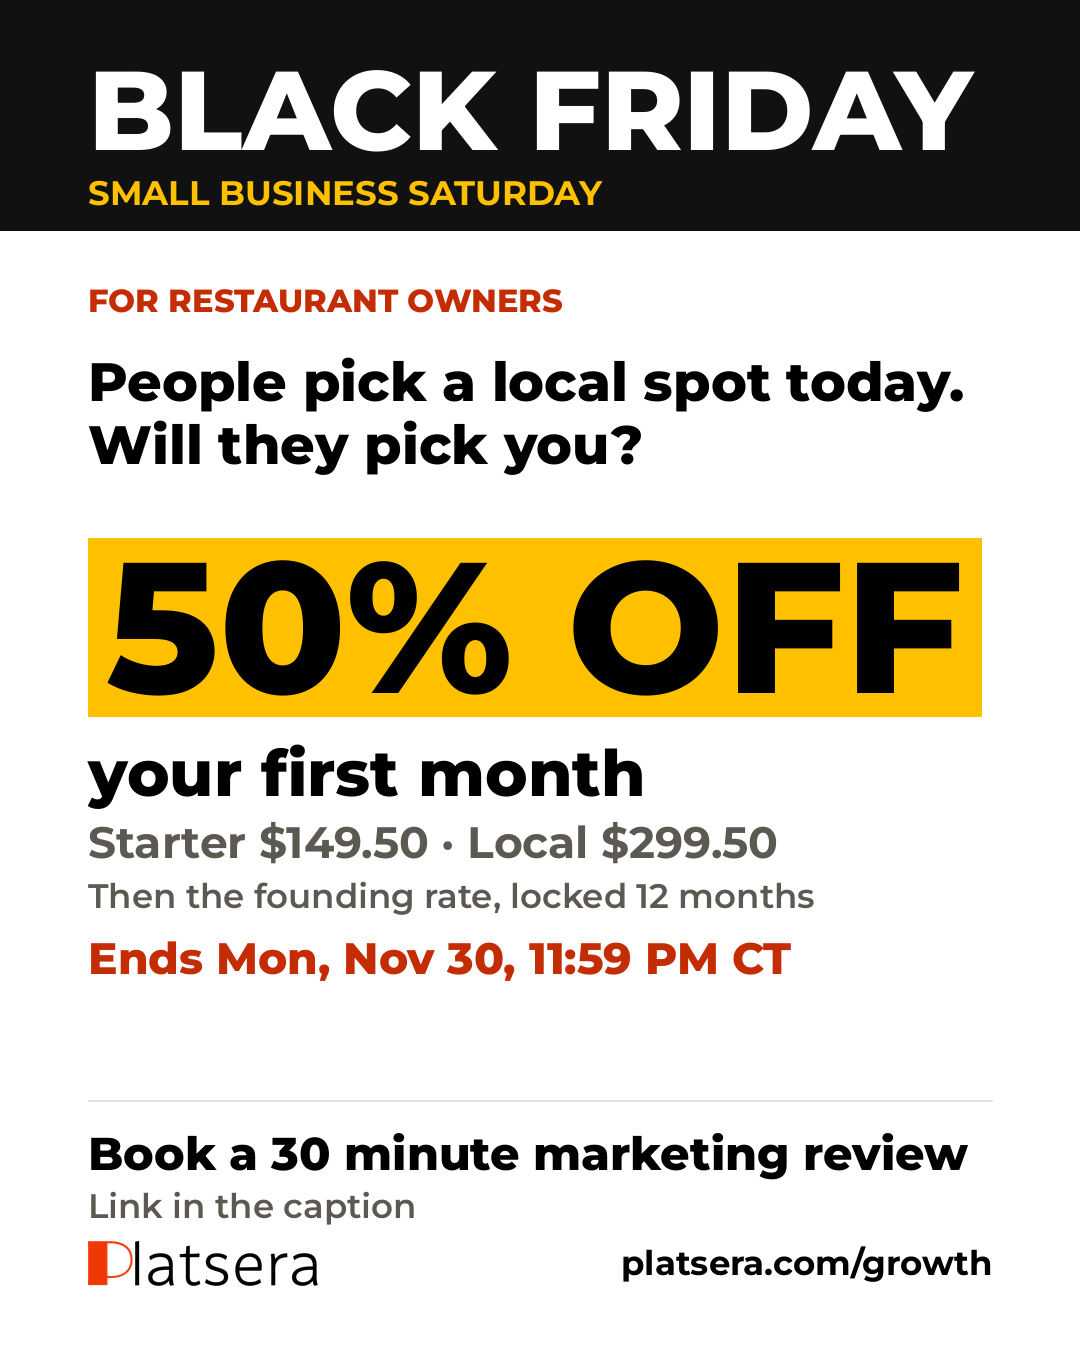 BLACK FRIDAY
SMALL BUSINESS SATURDAY
FOR RESTAURANT OWNERS
People pick a local spot today.
Will they pick you?
50% OFF
your first month
Starter $149.50 · Local $299.50
Then the founding rate, locked 12 months
Ends Mon, Nov 30, 11:59 PM CT
Book a 30 minute marketing review
Link in the caption
Platsera
platsera.com/growth